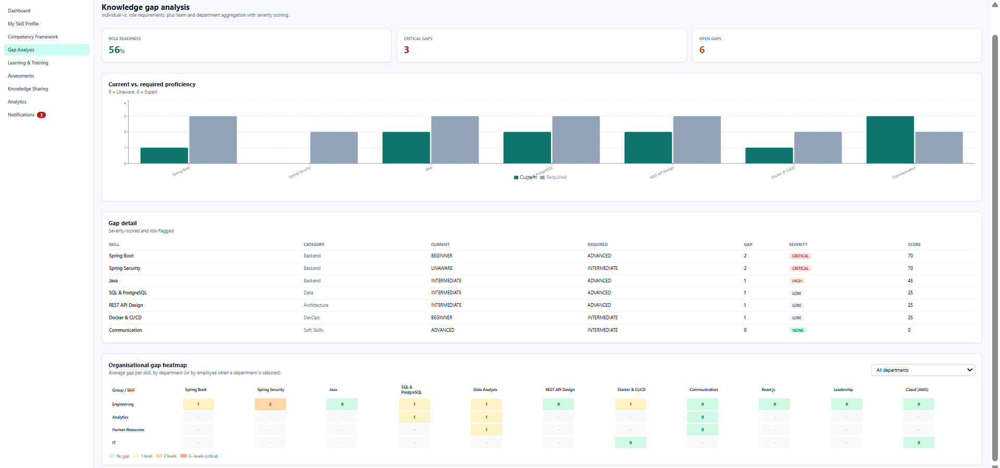 Dashboard
My Skill Profile
Competency Framework
Gap Analysis
Learning & Training
Assessments
Knowledge Sharing
Analytics
Notifications 3
Knowledge gap analysis
Individual vs. role requirements, plus team and department aggregation with severity scoring.
ROLE READINESS
56%
CRITICAL GAPS
3
OPEN GAPS
6
Current vs. required proficiency
0 = Unaware, 4 = Expert
4
3
2
1
0
Spring Boot
Spring Security
Java
SQL & PostgreSQL
REST API Design
Docker & CI/CD
Communication
Current Required
Gap detail
Severity-scored and risk-flagged
SKILL CATEGORY CURRENT REQUIRED GAP SEVERITY SCORE
Spring Boot Backend BEGINNER ADVANCED 2 CRITICAL 70
Spring Security Backend UNAWARE INTERMEDIATE 2 CRITICAL 70
Java Backend INTERMEDIATE ADVANCED 1 HIGH 45
SQL & PostgreSQL Data INTERMEDIATE ADVANCED 1 LOW 25
REST API Design Architecture INTERMEDIATE ADVANCED 1 LOW 25
Docker & CI/CD DevOps BEGINNER INTERMEDIATE 1 LOW 25
Communication Soft Skills ADVANCED INTERMEDIATE 0 NONE 0
Organisational gap heatmap
Average gap per skill, by department (or by employee when a department is selected)
All departments
Group / Skill Spring Boot Spring Security Java SQL & PostgreSQL Data Analysis REST API Design Docker & CI/CD Communication React.js Leadership Cloud (AWS)
Engineering 1 2 0 1 1 0 1 0 0 0 0
Analytics – – – 1 1 – – 0 – – –
Human Resources – – – – 1 – – 0 – – –
IT – – – – – – 0 – – – 0
No gap 1 level 2 levels 3+ levels (critical)